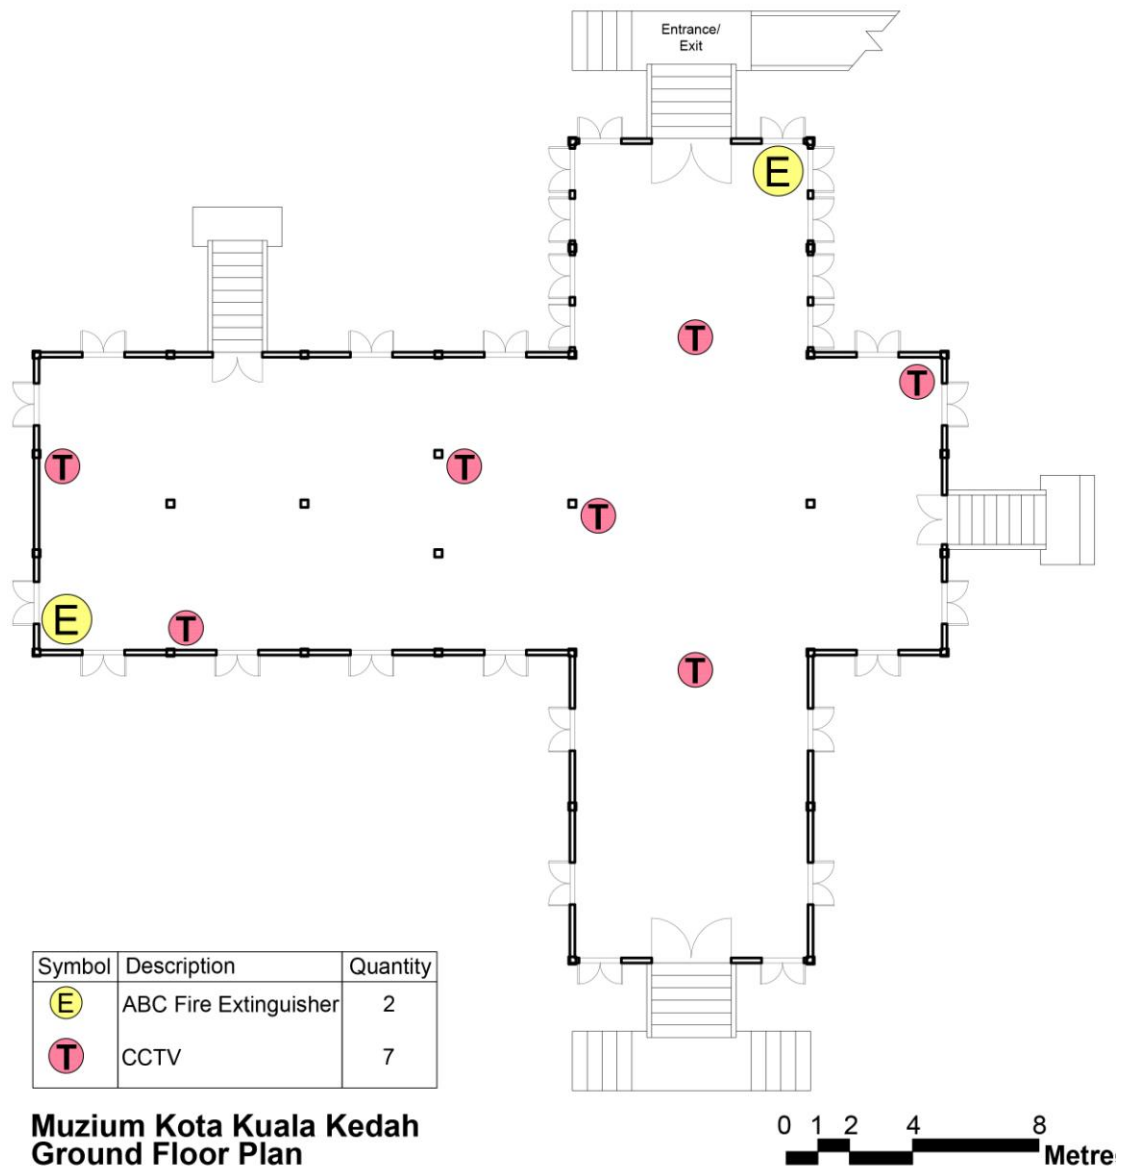 Entrance/
Exit
E
T
T
T
T
T
E
T
T
Symbol Description Quantity
E ABC Fire Extinguisher 2
T CCTV 7
Muzium Kota Kuala Kedah
Ground Floor Plan
0 1 2 4 8
Metre